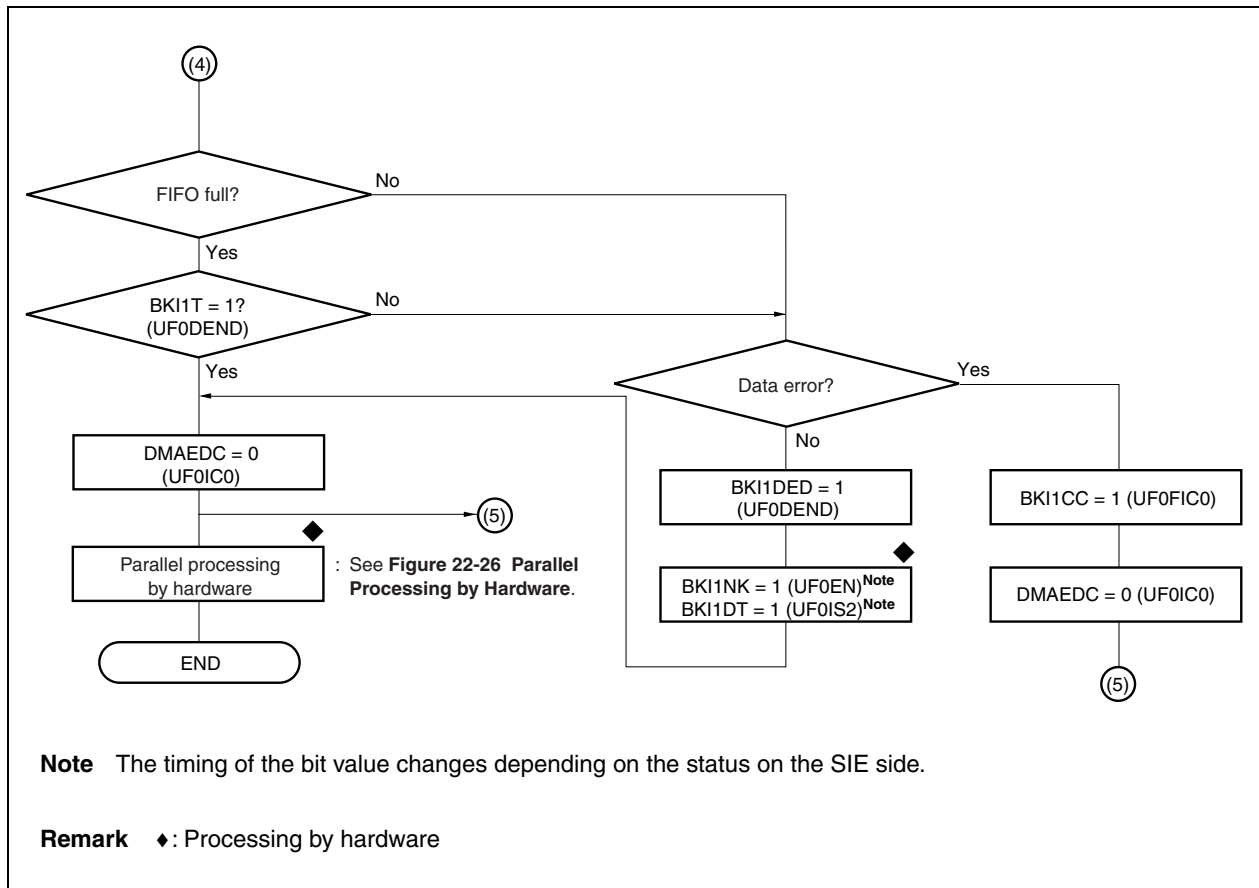 (4)
FIFO full?
No
Yes
BKI1T = 1?
(UF0DEND)
No
Yes
Data error?
Yes
No
DMAEDC = 0
(UF0IC0)
(5)
BKI1DED = 1
(UF0DEND)
BKI1CC = 1 (UF0FIC0)
Parallel processing
by hardware
: See Figure 22-26 Parallel
Processing by Hardware.
BKI1NK = 1 (UF0EN)Note
BKI1DT = 1 (UF0IS2)Note
DMAEDC = 0 (UF0IC0)
END
(5)
Note The timing of the bit value changes depending on the status on the SIE side.
Remark ♦: Processing by hardware